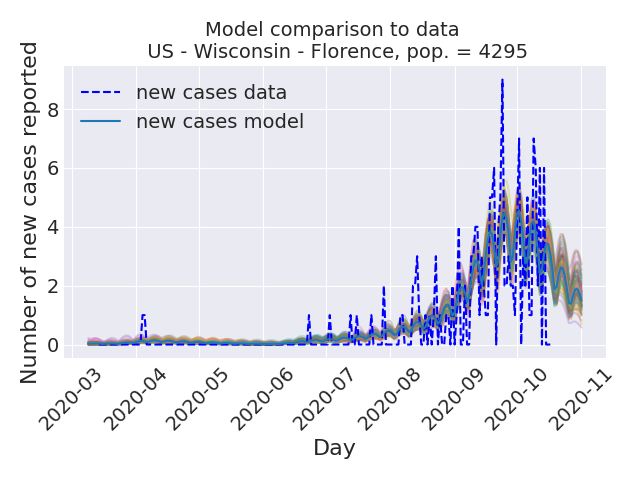 Model comparison to data
US - Wisconsin - Florence, pop. = 4295
Number of new cases reported
8
6
4
2
0
new cases data
new cases model
2020-03
2020-04
2020-05
2020-06
2020-07
2020-08
2020-09
2020-10
2020-11
Day